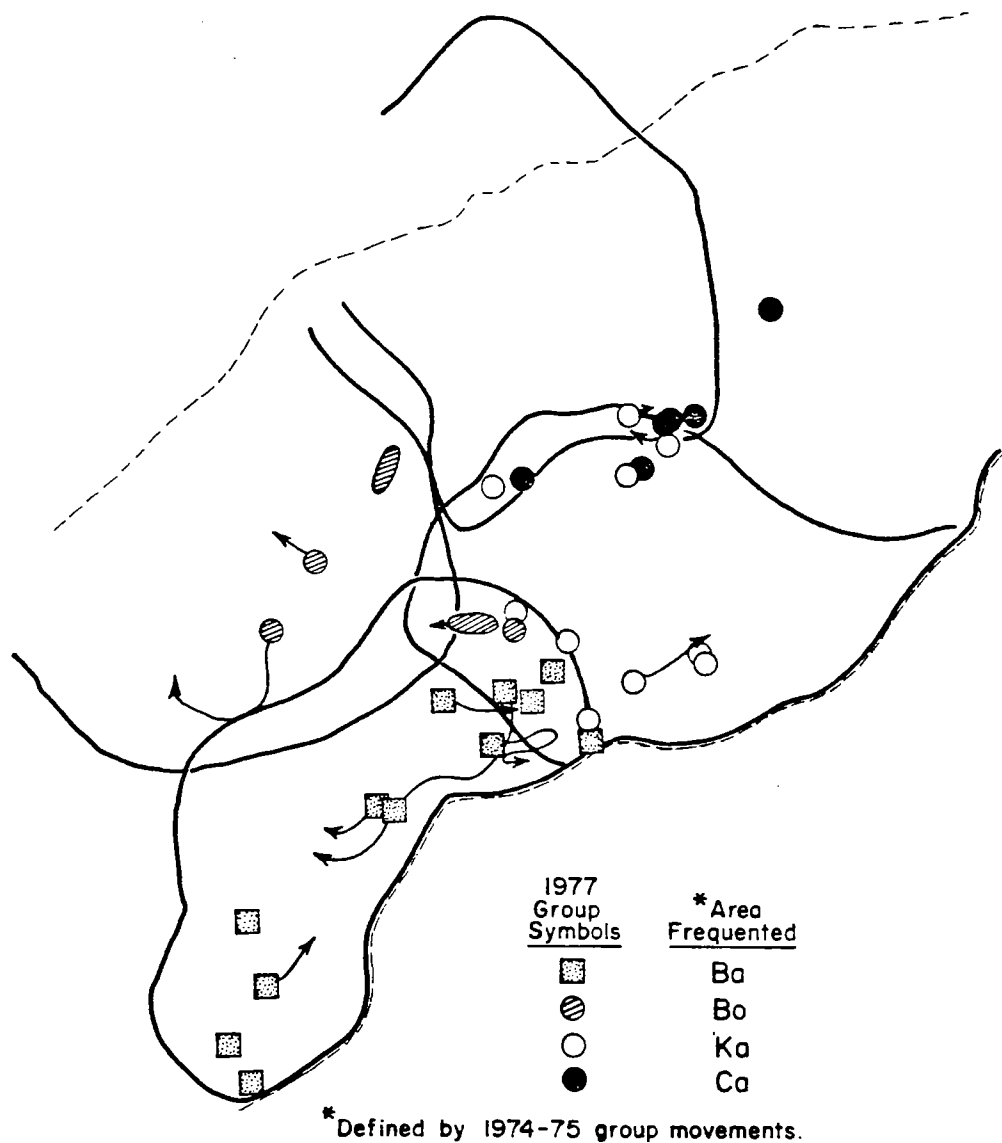 1977
Group
Symbols
*Area
Frequented
Ba
Bo
Ka
Ca
*Defined by 1974-75 group movements.